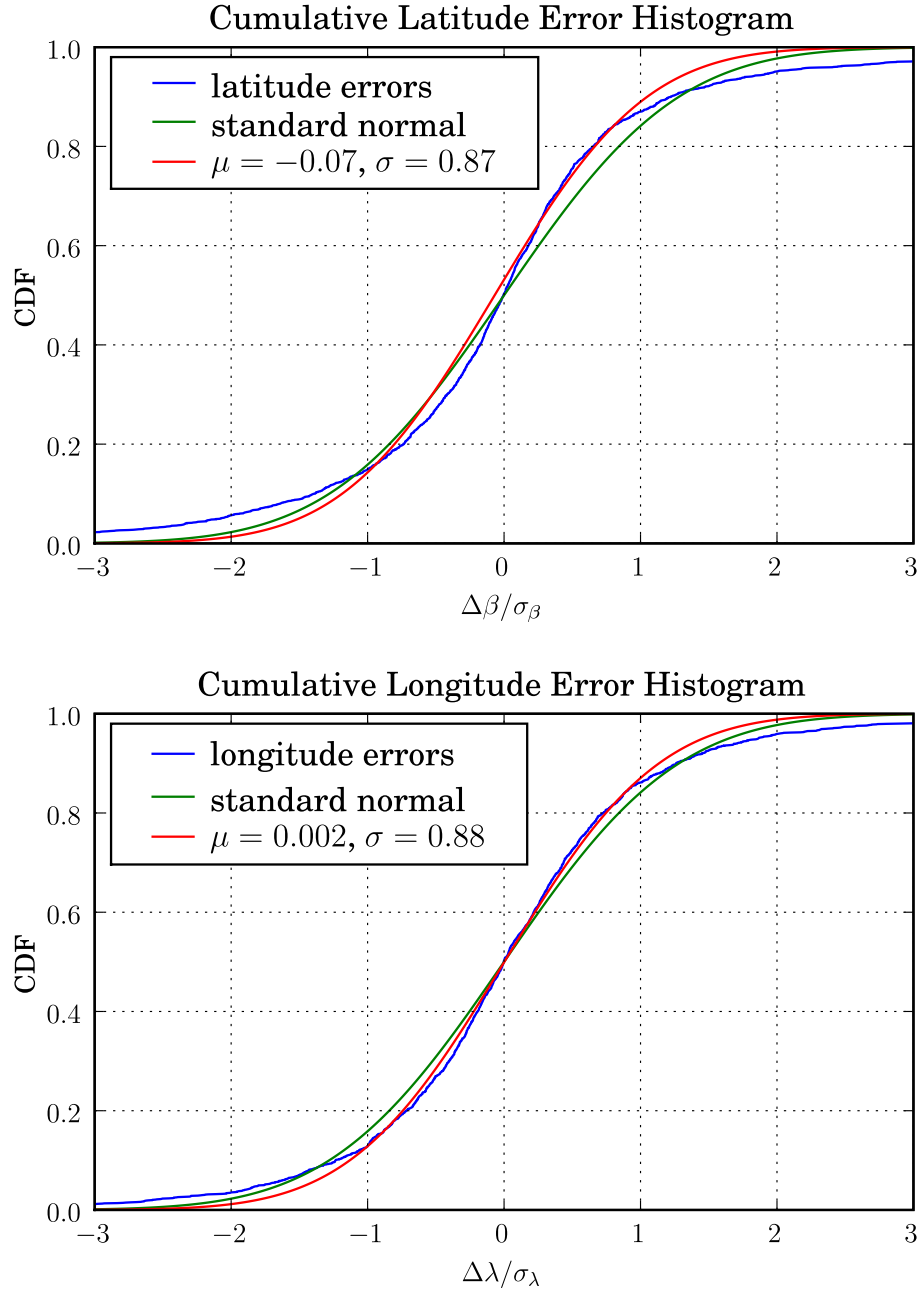 Cumulative Latitude Error Histogram
1.0
latitude errors
standard normal
μ = −0.07, σ = 0.87
0.8
0.6
CDF
0.4
0.2
0.0
−3 −2 −1 0 1 2 3
Δβ/σ_β
Cumulative Longitude Error Histogram
1.0
longitude errors
standard normal
μ = 0.002, σ = 0.88
0.8
0.6
CDF
0.4
0.2
0.0
−3 −2 −1 0 1 2 3
Δλ/σ_λ